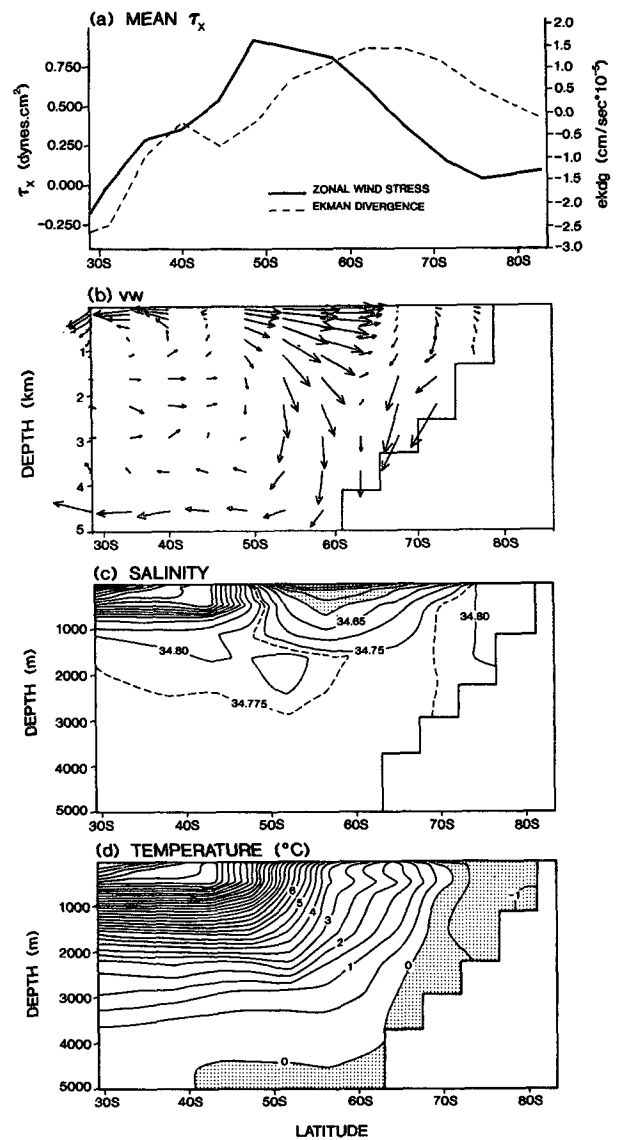 (a) MEAN τx
2.0
0.750
1.5
1.0
0.500
0.5
0.250
0.0
-0.5
0.000
-1.0
-1.5
-0.250
-2.0
-2.5
-3.0
τx (dynes.cm²)
ekdg (cm/sec*10⁻⁵)
ZONAL WIND STRESS
EKMAN DIVERGENCE
30S 40S 50S 60S 70S 80S
(b) vw
1
2
3
4
5
DEPTH (km)
30S 40S 50S 60S 70S 80S
(c) SALINITY
34.65
34.80
34.80
34.75
34.775
1000
2000
3000
4000
5000
DEPTH (m)
30S 40S 50S 60S 70S 80S
(d) TEMPERATURE (°C)
6
5
4
3
2
1
0
-1
0
1000
2000
3000
4000
5000
DEPTH (m)
30S 40S 50S 60S 70S 80S
LATITUDE